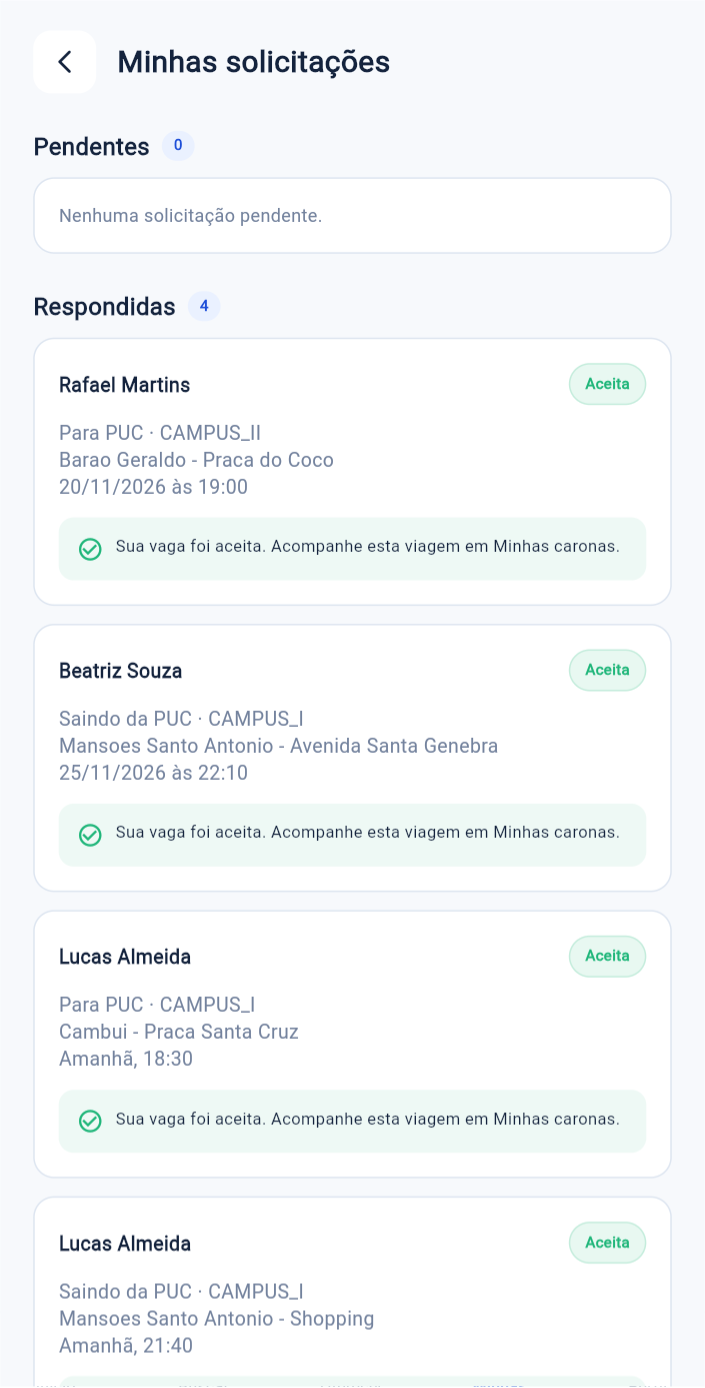 Minhas solicitações
Pendentes 0
Nenhuma solicitação pendente.
Respondidas 4
Rafael Martins Aceita
Para PUC · CAMPUS_II
Barao Geraldo - Praca do Coco
20/11/2026 às 19:00
Sua vaga foi aceita. Acompanhe esta viagem em Minhas caronas.
Beatriz Souza Aceita
Saindo da PUC · CAMPUS_I
Mansoes Santo Antonio - Avenida Santa Genebra
25/11/2026 às 22:10
Sua vaga foi aceita. Acompanhe esta viagem em Minhas caronas.
Lucas Almeida Aceita
Para PUC · CAMPUS_I
Cambui - Praca Santa Cruz
Amanhã, 18:30
Sua vaga foi aceita. Acompanhe esta viagem em Minhas caronas.
Lucas Almeida Aceita
Saindo da PUC · CAMPUS_I
Mansoes Santo Antonio - Shopping
Amanhã, 21:40